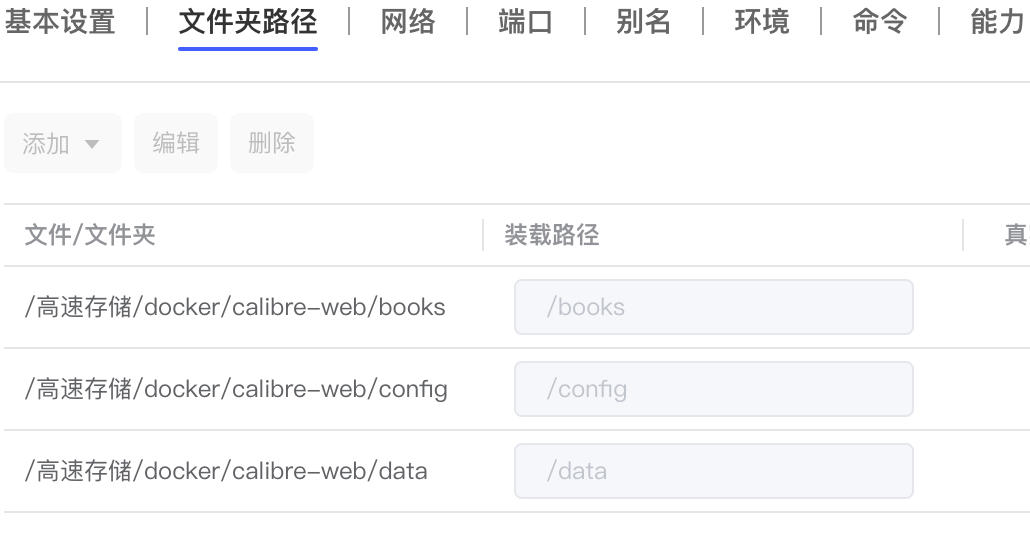 基本设置 | 文件夹路径 | 网络 | 端口 | 别名 | 环境 | 命令 | 能力
添加 编辑 删除
文件/文件夹 装载路径 真
/高速存储/docker/calibre-web/books /books
/高速存储/docker/calibre-web/config /config
/高速存储/docker/calibre-web/data /data